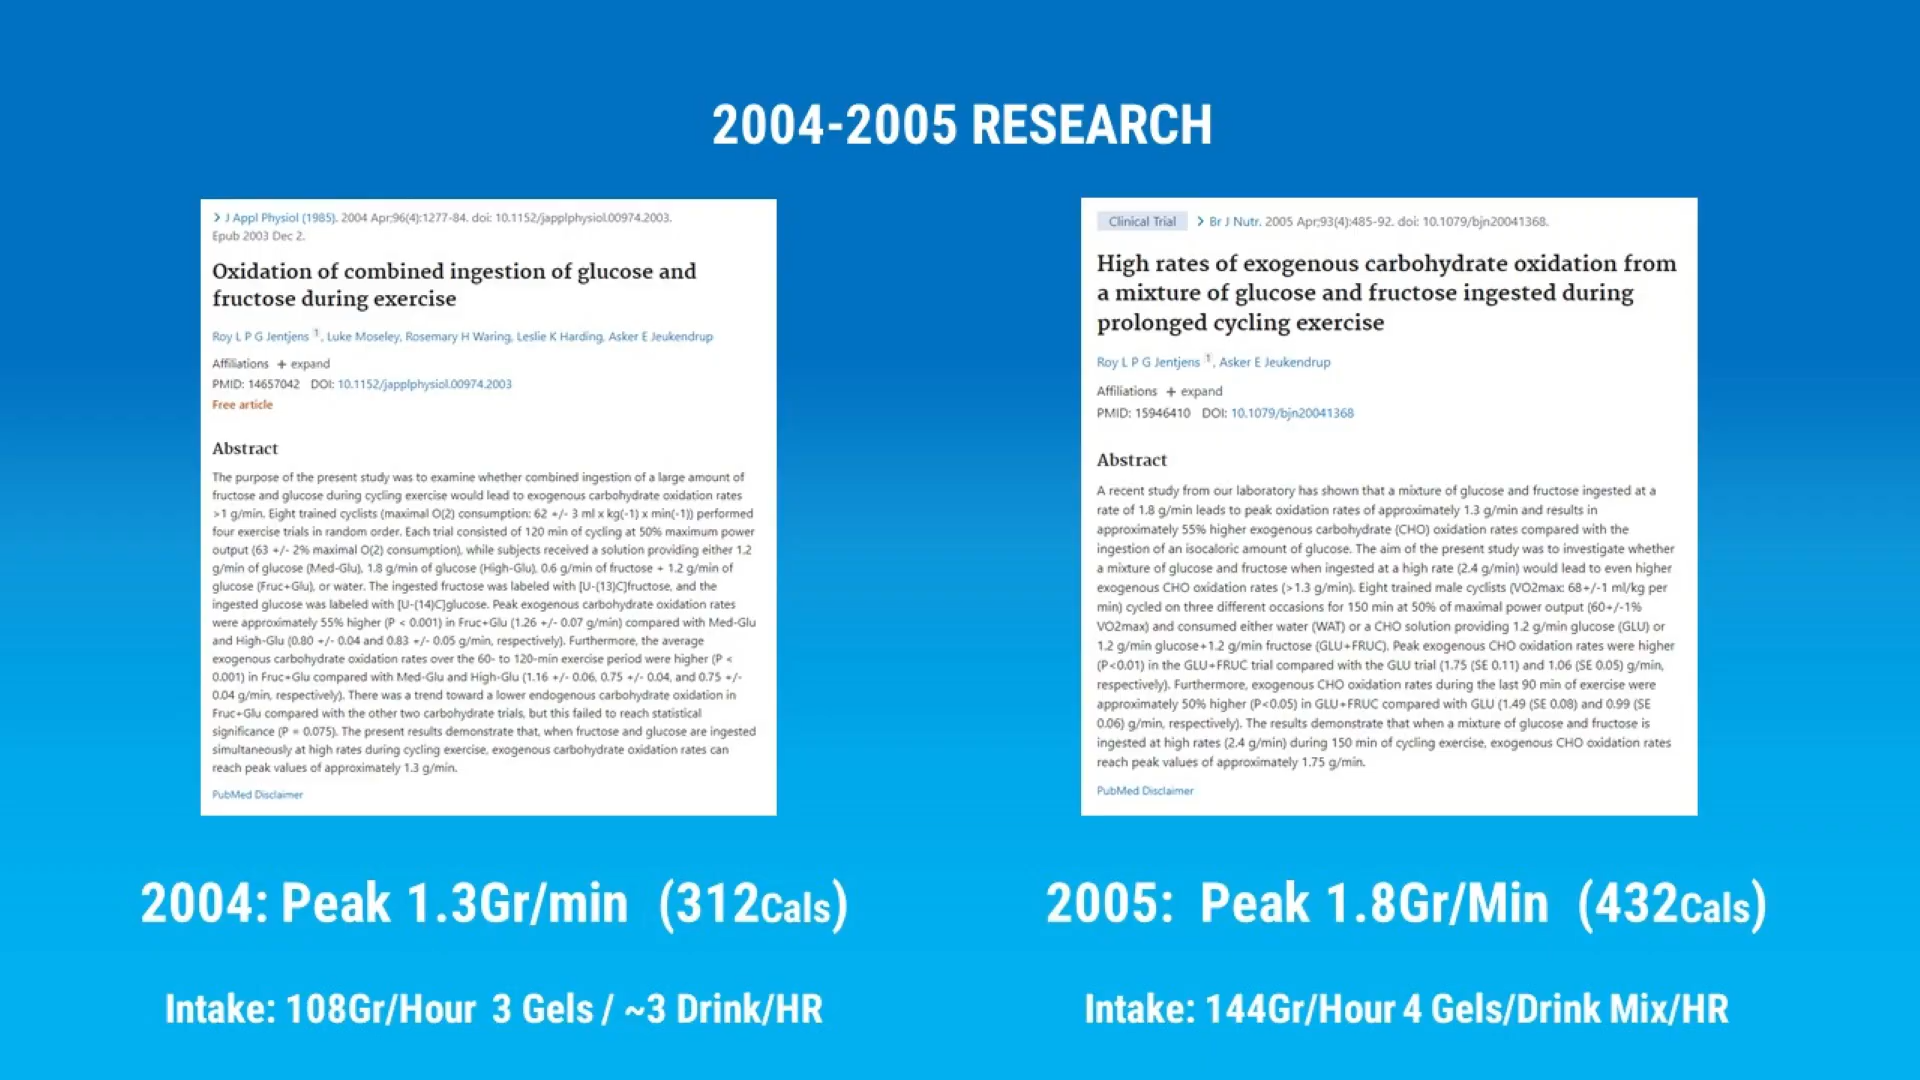 2004-2005 RESEARCH
> J Appl Physiol (1985). 2004 Apr;96(4):1277-84. doi: 10.1152/japplphysiol.00974.2003.
Epub 2003 Dec 2.
Oxidation of combined ingestion of glucose and
fructose during exercise
Roy L P G Jentjens 1, Luke Moseley, Rosemary H Waring, Leslie K Harding, Asker E Jeukendrup
Affiliations + expand
PMID: 14657042 DOI: 10.1152/japplphysiol.00974.2003
Free article
Abstract
The purpose of the present study was to examine whether combined ingestion of a large amount of
fructose and glucose during cycling exercise would lead to exogenous carbohydrate oxidation rates
>1 g/min. Eight trained cyclists (maximal O(2) consumption: 62 +/- 3 ml x kg(-1) x min(-1)) performed
four exercise trials in random order. Each trial consisted of 120 min of cycling at 50% maximum power
output (63 +/- 2% maximal O(2) consumption), while subjects received a solution providing either 1.2
g/min of glucose (Med-Glu), 1.8 g/min of glucose (High-Glu), 0.6 g/min of fructose + 1.2 g/min of
glucose (Fruc+Glu), or water. The ingested fructose was labeled with [U-(13)C]fructose, and the
ingested glucose was labeled with [U-(14)C]glucose. Peak exogenous carbohydrate oxidation rates
were approximately 55% higher (P < 0.001) in Fruc+Glu (1.26 +/- 0.07 g/min) compared with Med-Glu
and High-Glu (0.80 +/- 0.04 and 0.83 +/- 0.05 g/min, respectively). Furthermore, the average
exogenous carbohydrate oxidation rates over the 60- to 120-min exercise period were higher (P <
0.001) in Fruc+Glu compared with Med-Glu and High-Glu (1.16 +/- 0.06, 0.75 +/- 0.04, and 0.75 +/-
0.04 g/min, respectively). There was a trend toward a lower endogenous carbohydrate oxidation in
Fruc+Glu compared with the other two carbohydrate trials, but this failed to reach statistical
significance (P = 0.075). The present results demonstrate that, when fructose and glucose are ingested
simultaneously at high rates during cycling exercise, exogenous carbohydrate oxidation rates can
reach peak values of approximately 1.3 g/min.
PubMed Disclaimer
2004: Peak 1.3Gr/min (312Cals)
Intake: 108Gr/Hour 3 Gels / ~3 Drink/HR
Clinical Trial > Br J Nutr. 2005 Apr;93(4):485-92. doi: 10.1079/bjn20041368.
High rates of exogenous carbohydrate oxidation from
a mixture of glucose and fructose ingested during
prolonged cycling exercise
Roy L P G Jentjens 1, Asker E Jeukendrup
Affiliations + expand
PMID: 15946410 DOI: 10.1079/bjn20041368
Abstract
A recent study from our laboratory has shown that a mixture of glucose and fructose ingested at a
rate of 1.8 g/min leads to peak oxidation rates of approximately 1.3 g/min and results in
approximately 55% higher exogenous carbohydrate (CHO) oxidation rates compared with the
ingestion of an isocaloric amount of glucose. The aim of the present study was to investigate whether
a mixture of glucose and fructose when ingested at a high rate (2.4 g/min) would lead to even higher
exogenous CHO oxidation rates (>1.3 g/min). Eight trained male cyclists (VO2max: 68+/-1 ml/kg per
min) cycled on three different occasions for 150 min at 50% of maximal power output (60+/-1%
VO2max) and consumed either water (WAT) or a CHO solution providing 1.2 g/min glucose (GLU) or
1.2 g/min glucose+1.2 g/min fructose (GLU+FRUC). Peak exogenous CHO oxidation rates were higher
(P<0.01) in the GLU+FRUC trial compared with the GLU trial (1.75 (SE 0.11) and 1.06 (SE 0.05) g/min,
respectively). Furthermore, exogenous CHO oxidation rates during the last 90 min of exercise were
approximately 50% higher (P<0.05) in GLU+FRUC compared with GLU (1.49 (SE 0.08) and 0.99 (SE
0.06) g/min, respectively). The results demonstrate that when a mixture of glucose and fructose is
ingested at high rates (2.4 g/min) during 150 min of cycling exercise, exogenous CHO oxidation rates
reach peak values of approximately 1.75 g/min.
PubMed Disclaimer
2005: Peak 1.8Gr/Min (432Cals)
Intake: 144Gr/Hour 4 Gels/Drink Mix/HR